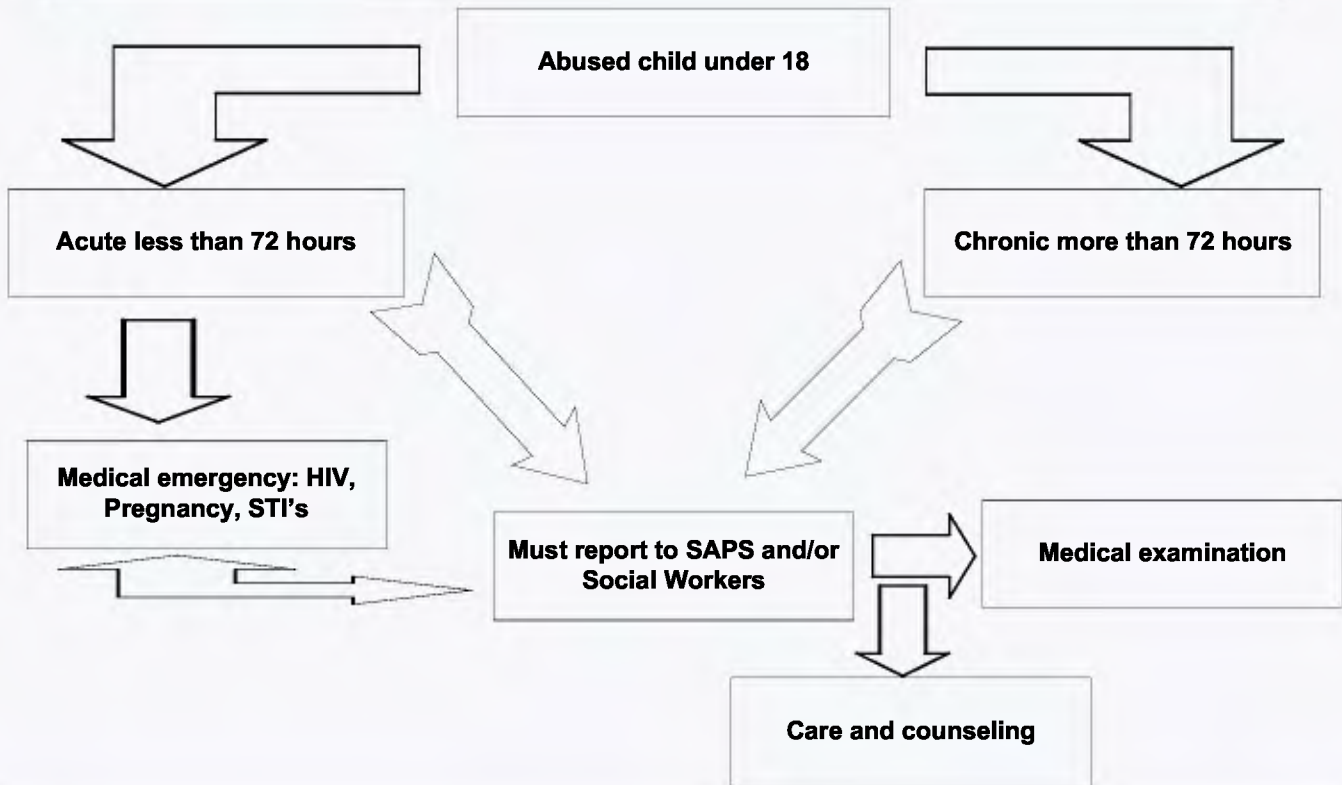 Abused child under 18
Acute less than 72 hours
Chronic more than 72 hours
Medical emergency: HIV,
Pregnancy, STI's
Must report to SAPS and/or
Social Workers
Medical examination
Care and counseling